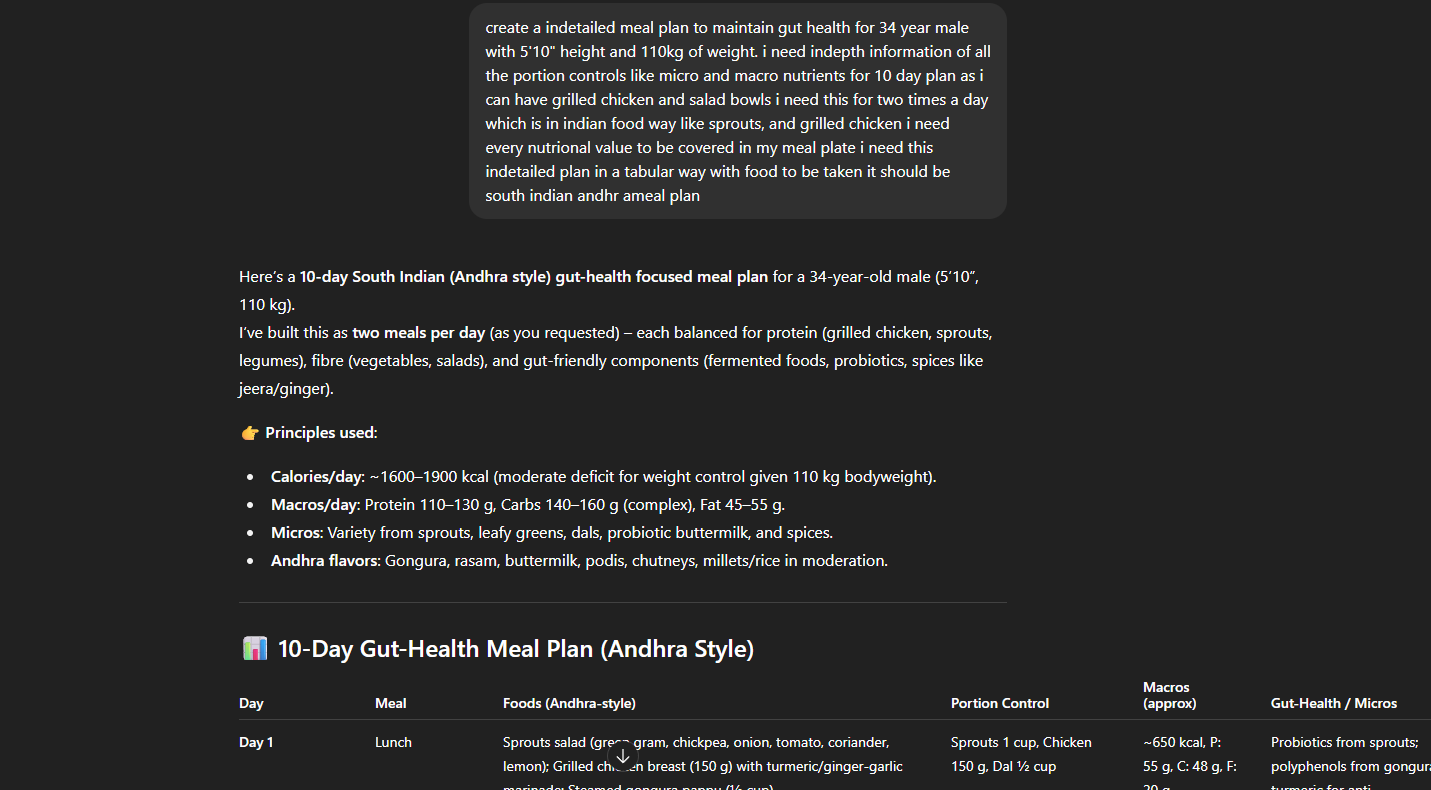 create a indetailed meal plan to maintain gut health for 34 year male
with 5'10" height and 110kg of weight. i need indepth information of all
the portion controls like micro and macro nutrients for 10 day plan as i
can have grilled chicken and salad bowls i need this for two times a day
which is in indian food way like sprouts, and grilled chicken i need
every nutrional value to be covered in my meal plate i need this
indetailed plan in a tabular way with food to be taken it should be
south indian andhr ameal plan
Here’s a 10-day South Indian (Andhra style) gut-health focused meal plan for a 34-year-old male (5’10”,
110 kg).
I’ve built this as two meals per day (as you requested) – each balanced for protein (grilled chicken, sprouts,
legumes), fibre (vegetables, salads), and gut-friendly components (fermented foods, probiotics, spices like
jeera/ginger).
👉 Principles used:
• Calories/day: ~1600–1900 kcal (moderate deficit for weight control given 110 kg bodyweight).
• Macros/day: Protein 110–130 g, Carbs 140–160 g (complex), Fat 45–55 g.
• Micros: Variety from sprouts, leafy greens, dals, probiotic buttermilk, and spices.
• Andhra flavors: Gongura, rasam, buttermilk, podis, chutneys, millets/rice in moderation.
📊 10-Day Gut-Health Meal Plan (Andhra Style)
Day Meal Foods (Andhra-style) Portion Control Macros (approx) Gut-Health / Micros
Day 1 Lunch
Sprouts salad (green gram, chickpea, onion, tomato, coriander,
lemon); Grilled chicken breast (150 g) with turmeric/ginger-garlic
marinade; Steamed gongura pappu (½ cup)
Sprouts 1 cup, Chicken
150 g, Dal ½ cup
~650 kcal, P:
55 g, C: 48 g, F:
20 g
Probiotics from sprouts;
polyphenols from gongura
turmeric for anti